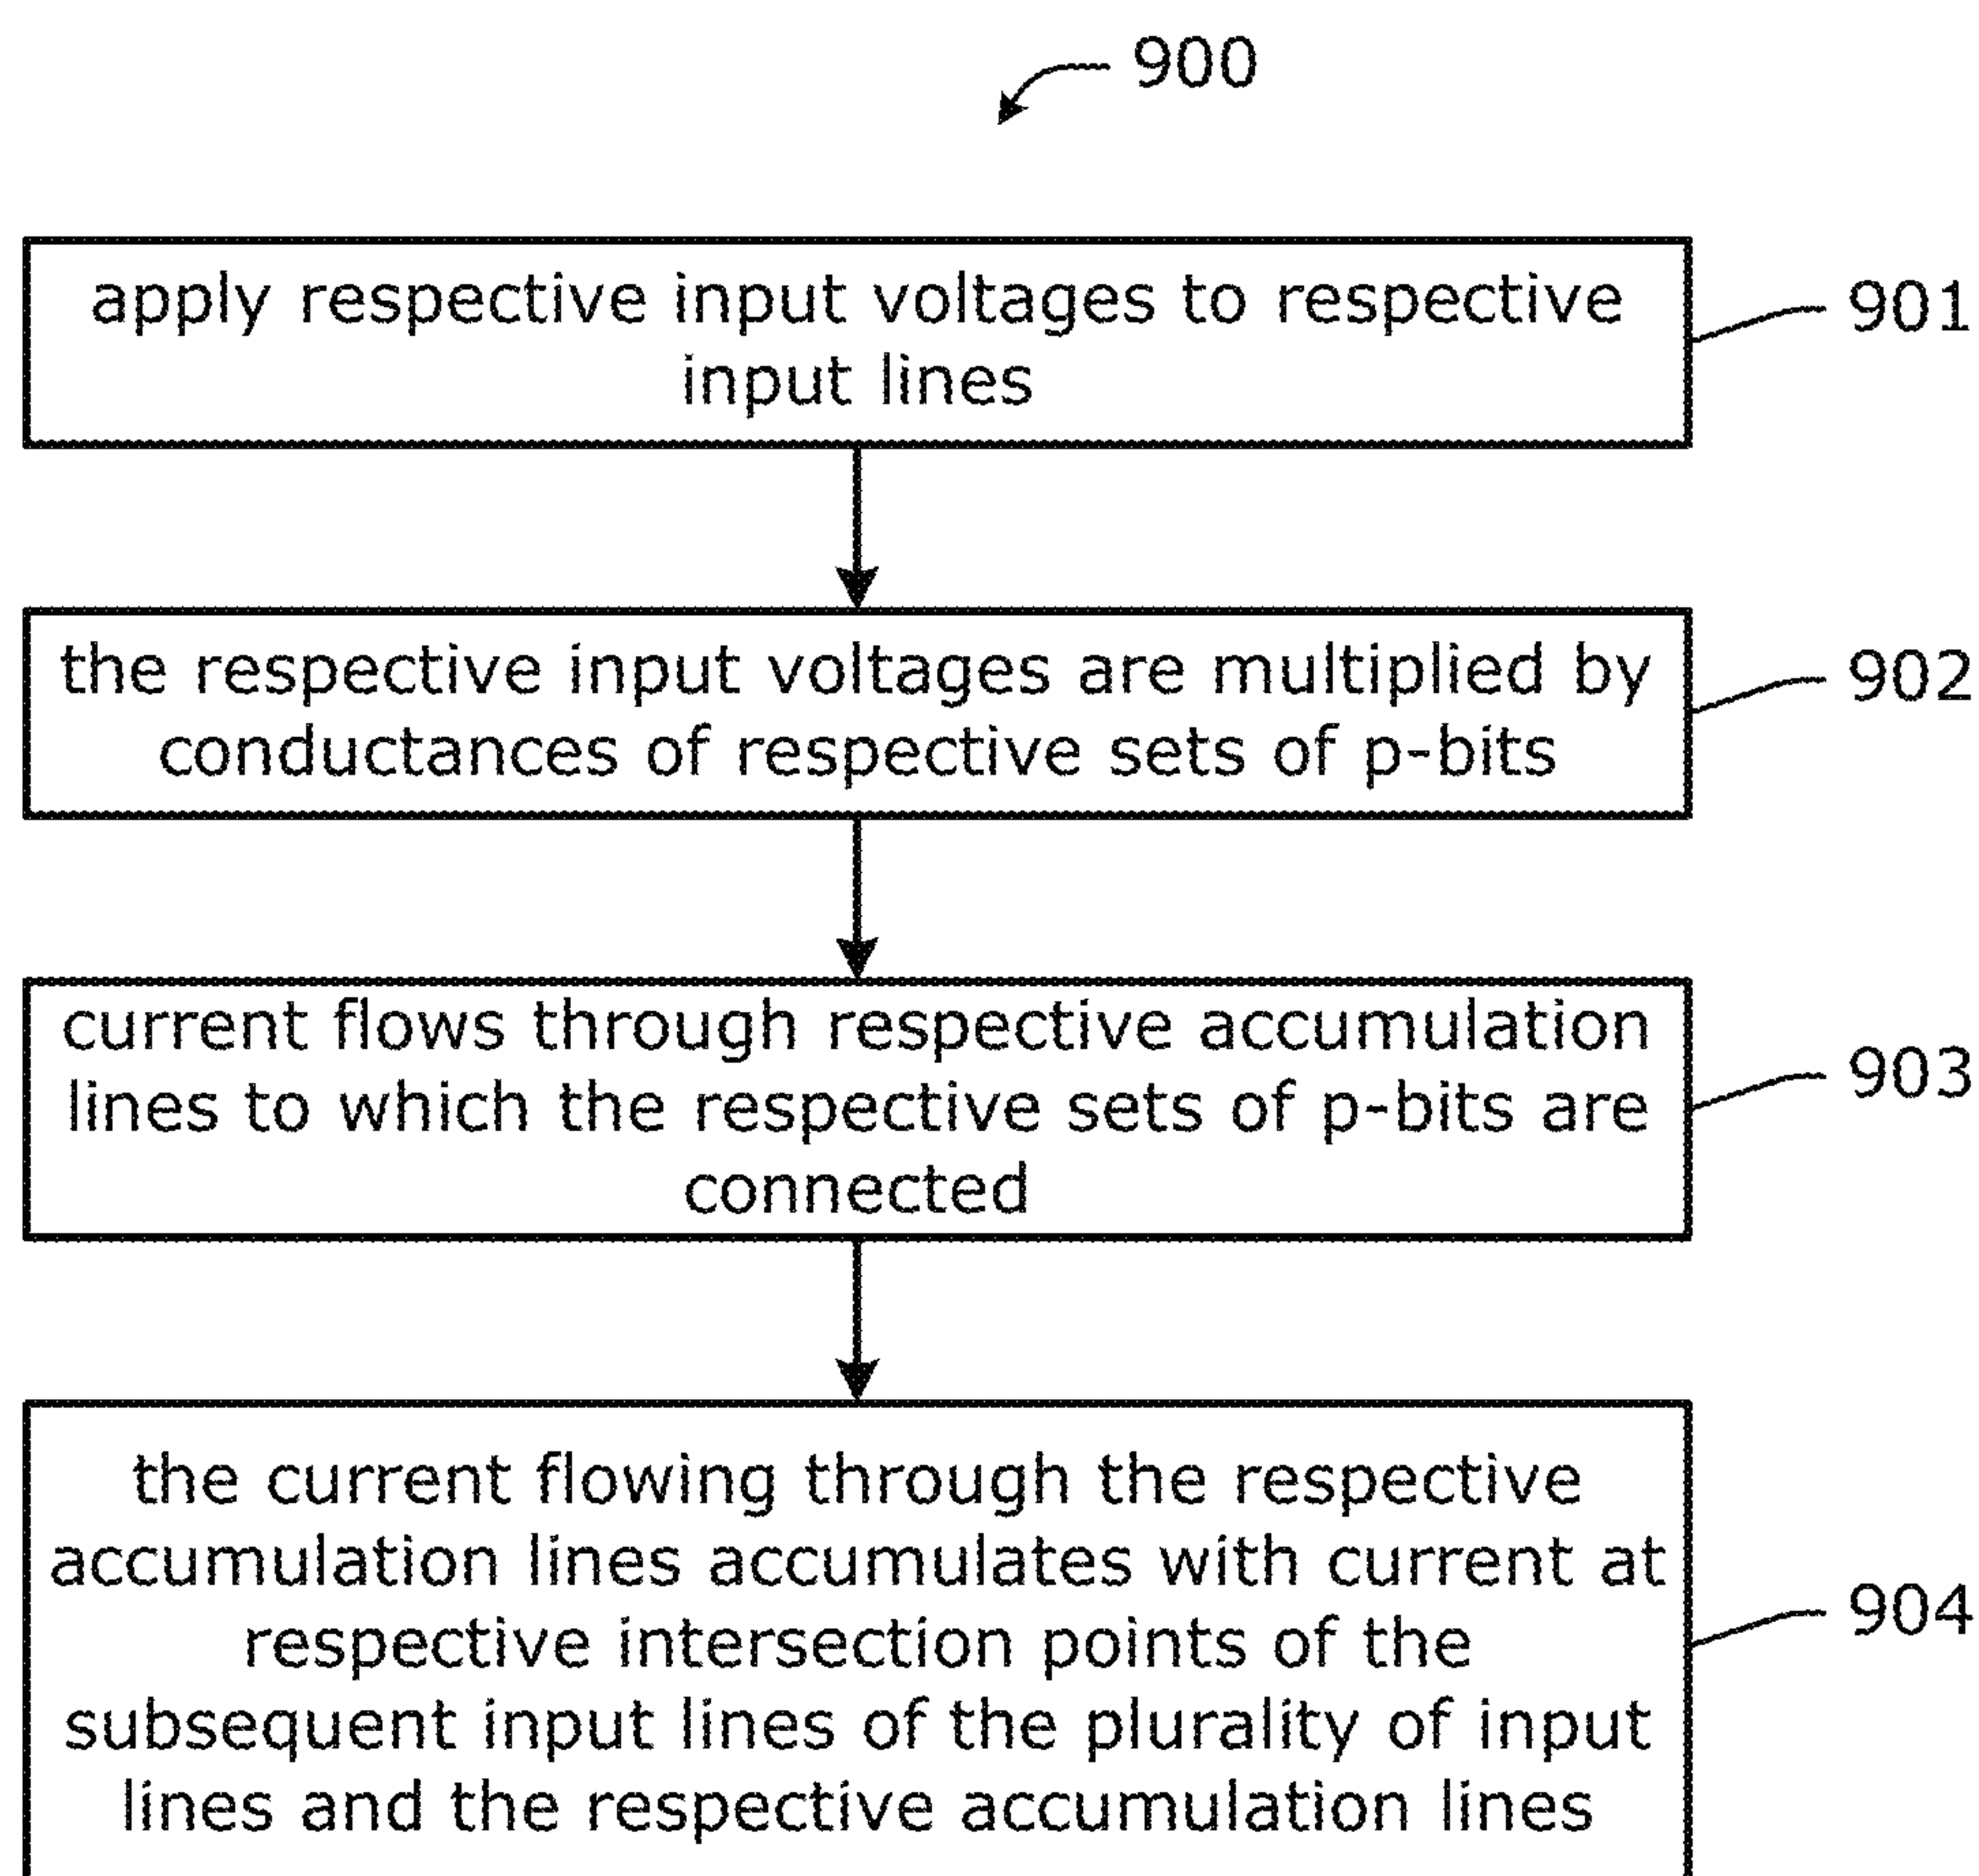 900
apply respective input voltages to respective
input lines
901
the respective input voltages are multiplied by
conductances of respective sets of p-bits
902
current flows through respective accumulation
lines to which the respective sets of p-bits are
connected
903
the current flowing through the respective
accumulation lines accumulates with current at
respective intersection points of the
subsequent input lines of the plurality of input
lines and the respective accumulation lines
904